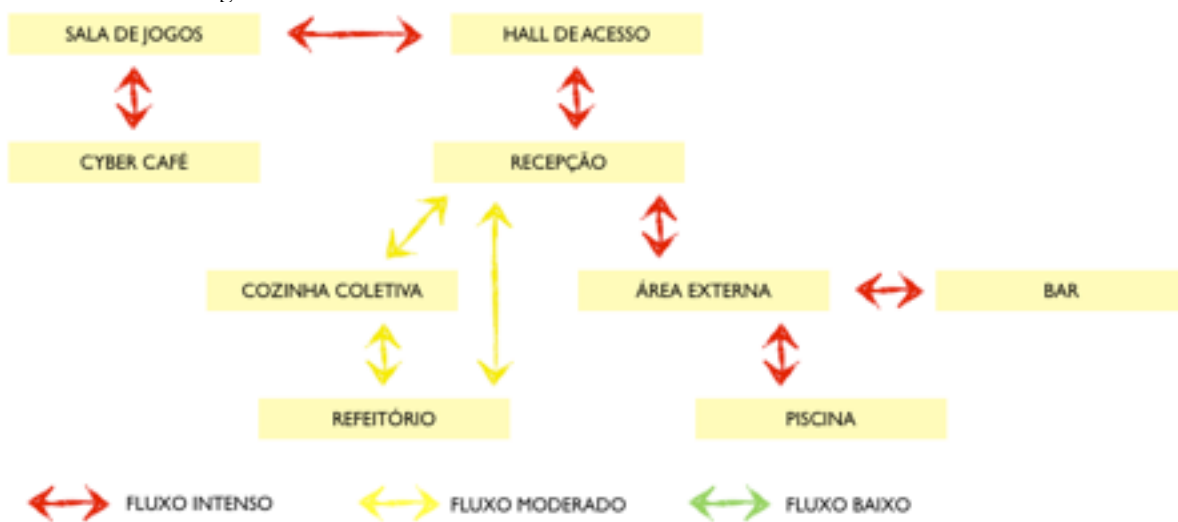 SALA DE JOGOS
HALL DE ACESSO
CYBER CAFÉ
RECEPÇÃO
COZINHA COLETIVA
ÁREA EXTERNA
BAR
REFEITÓRIO
PISCINA
FLUXO INTENSO
FLUXO MODERADO
FLUXO BAIXO